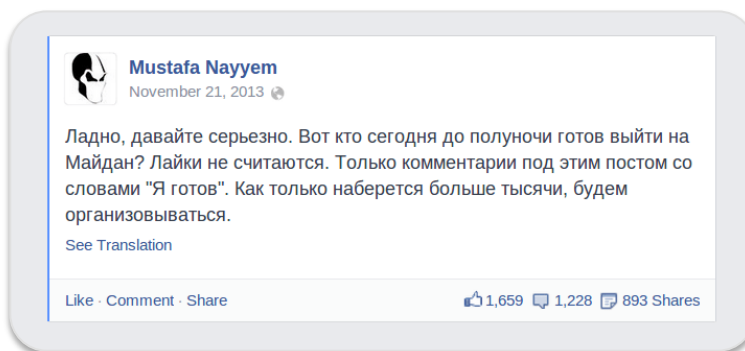 Mustafa Nayyem
November 21, 2013
Ладно, давайте серьезно. Вот кто сегодня до полуночи готов выйти на
Майдан? Лайки не считаются. Только комментарии под этим постом со
словами "Я готов". Как только наберется больше тысячи, будем
организовываться.
See Translation
Like · Comment · Share 1,659 1,228 893 Shares